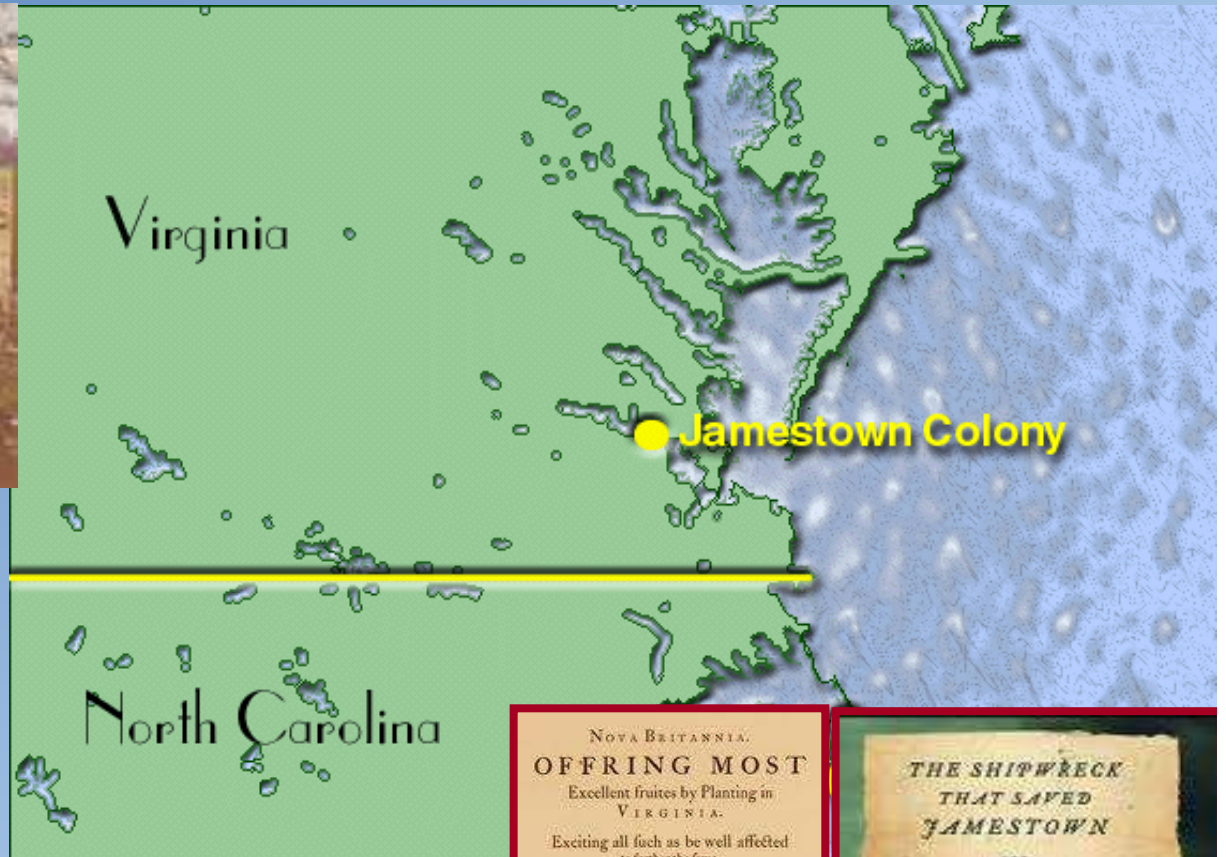 Virginia
Jamestown Colony
North Carolina
NOVA BRITANNIA.
OFFRING MOST
Excellent fruites by Planting in
VIRGINIA.
Exciting all ſuch as be well affected
THE SHIPWRECK
THAT SAVED
JAMESTOWN